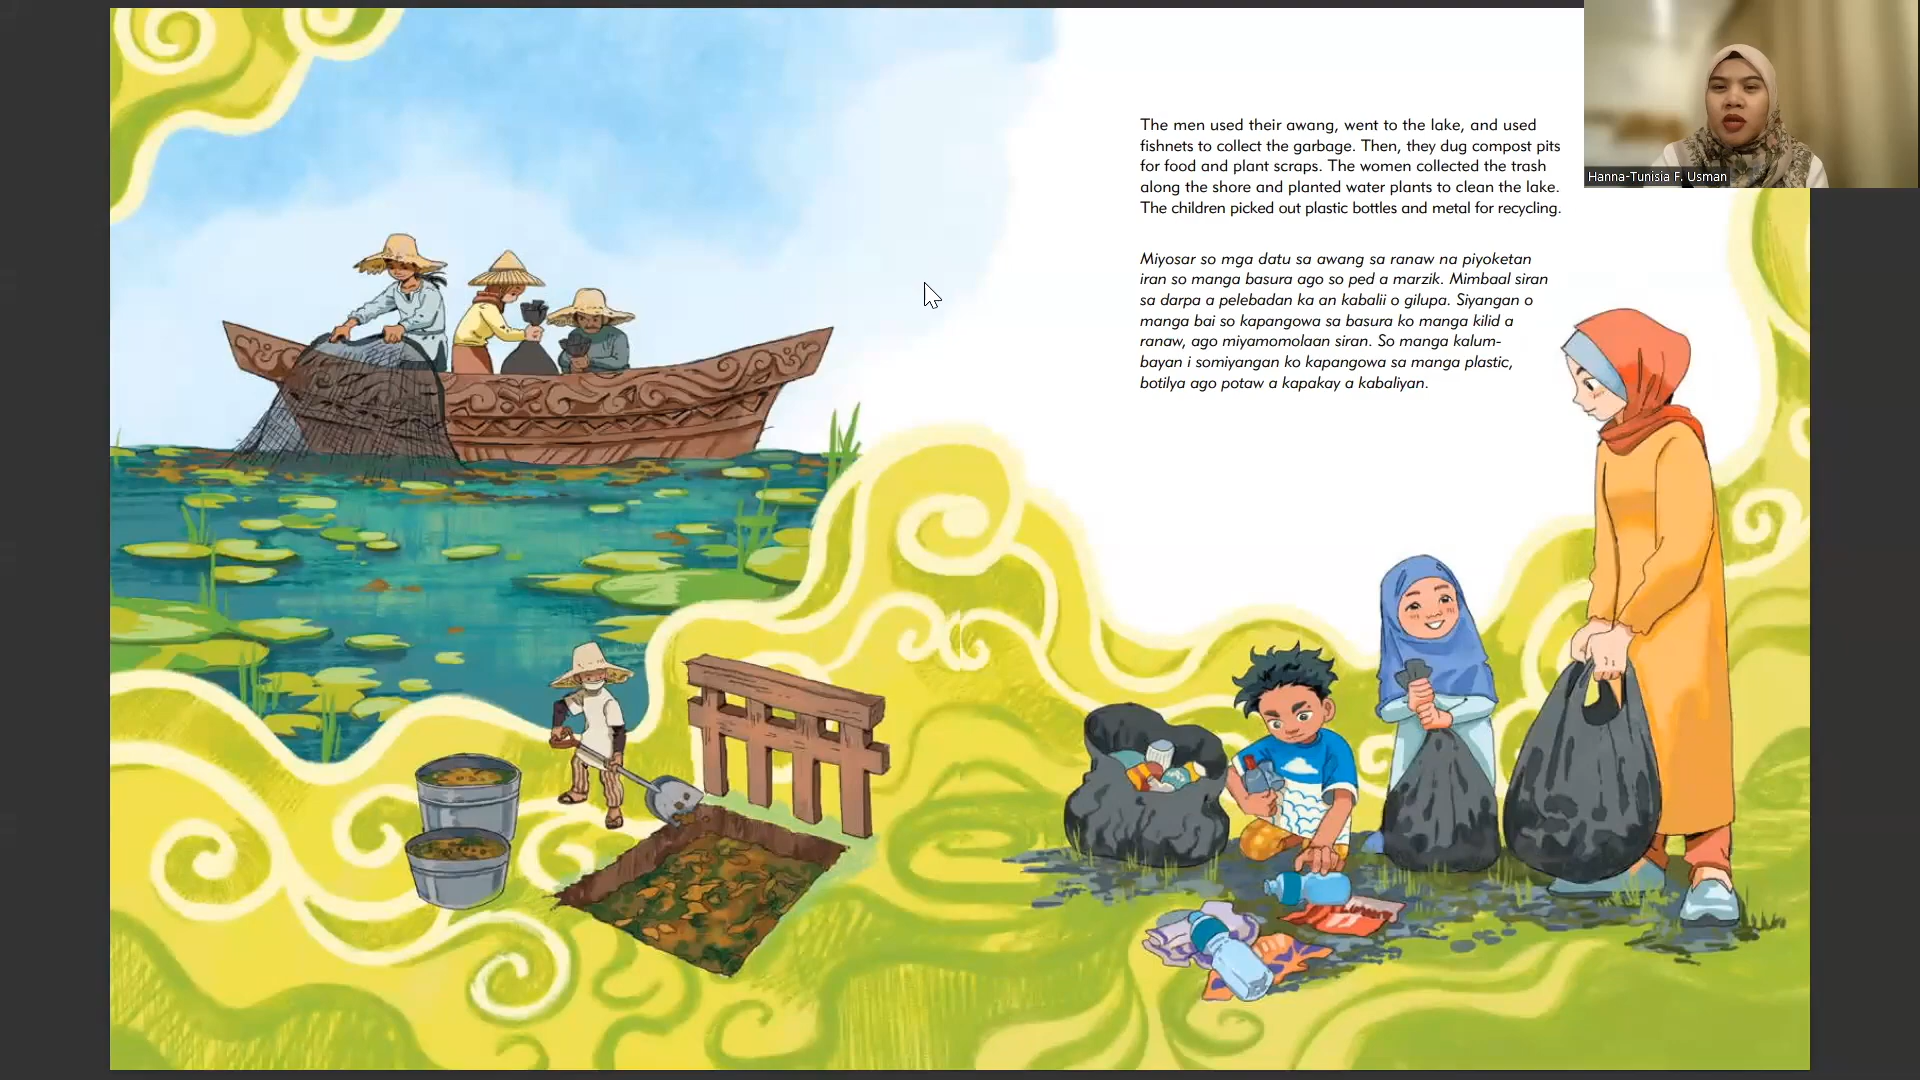 The men used their awang, went to the lake, and used
fishnets to collect the garbage. Then, they dug compost pits
for food and plant scraps. The women collected the trash
along the shore and planted water plants to clean the lake.
The children picked out plastic bottles and metal for recycling.
Miyosar so mga datu sa awang sa ranaw na piyoketan
iran so manga basura ago so ped a marzik. Mimbaal siran
sa darpa a pelebadan ka an kabalii o gilupa. Siyangan o
manga bai so kapangowa sa basura ko manga kilid a
ranaw, ago miyamomolaan siran. So manga kalum-
bayan i somiyangan ko kapangowa sa manga plastic,
botilya ago potaw a kapakay a kabaliyan.
Hanna-Tunisia F. Usman